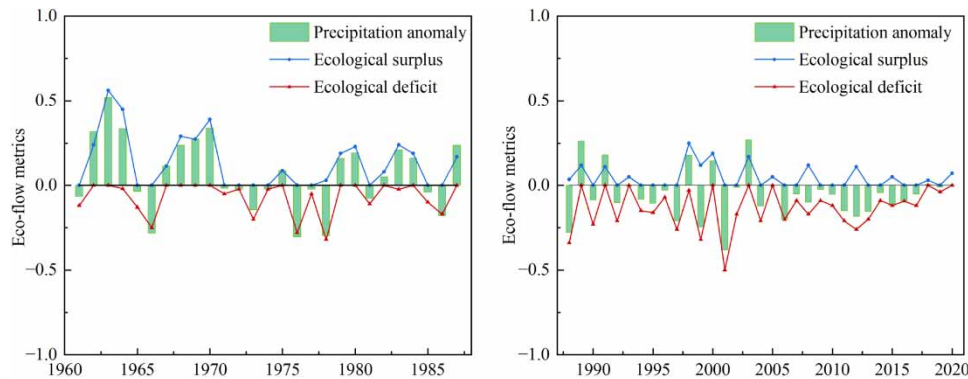 1.0
0.5
0.0
−0.5
−1.0
Eco-flow metrics
Precipitation anomaly
Ecological surplus
Ecological deficit
1960 1965 1970 1975 1980 1985
1.0
0.5
0.0
−0.5
−1.0
Eco-flow metrics
Precipitation anomaly
Ecological surplus
Ecological deficit
1990 1995 2000 2005 2010 2015 2020